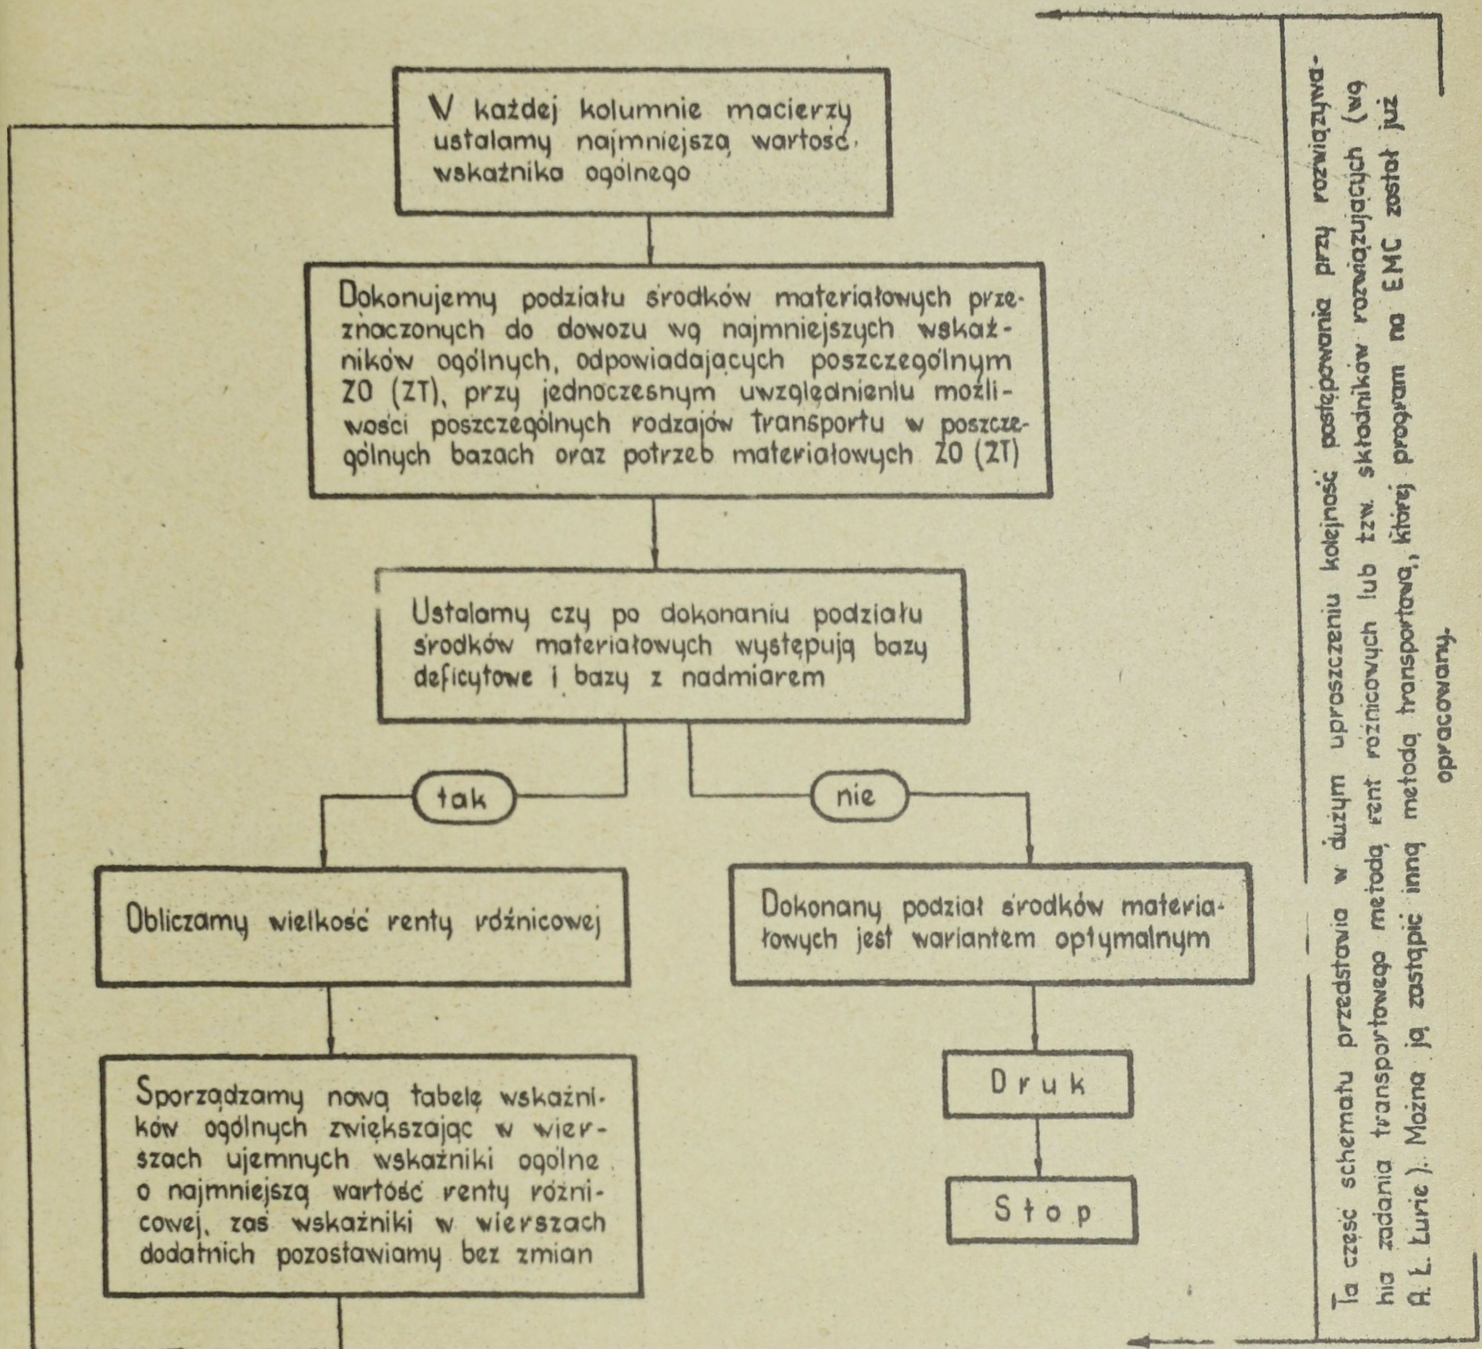 W każdej kolumnie macierzy
ustalamy najmniejszą wartość
wskaźnika ogólnego
Dokonujemy podziału środków materiałowych prze-
znaczonych do dowozu wg najmniejszych wskaź-
ników ogólnych, odpowiadających poszczególnym
ZO (ZT), przy jednoczesnym uwzględnieniu możli-
wości poszczególnych rodzajów transportu w poszcze-
gólnych bazach oraz potrzeb materiałowych ZO (ZT)
Ustalamy czy po dokonaniu podziału
środków materiałowych występują bazy
deficytowe i bazy z nadmiarem
tak
nie
Obliczamy wielkość renty różnicowej
Dokonany podział środków materia-
łowych jest wariantem optymalnym
Sporządzamy nową tabelę wskaźni-
ków ogólnych zwiększając w wier-
szach ujemnych wskaźniki ogólne
o najmniejszą wartość renty różni-
cowej, zaś wskaźniki w wierszach
dodatnich pozostawiamy bez zmian
Druk
Stop
Ta część schematu przedstawia w dużym uproszczeniu kolejność postępowania przy rozwiązywa-
nia zadania transportowego metodą rent różnicowych lub tzw. składników rozwiązujących (wg
A. Ł. Łurie). Można ją zastąpić inną metodą transportową, której program na EMC został już
opracowany.